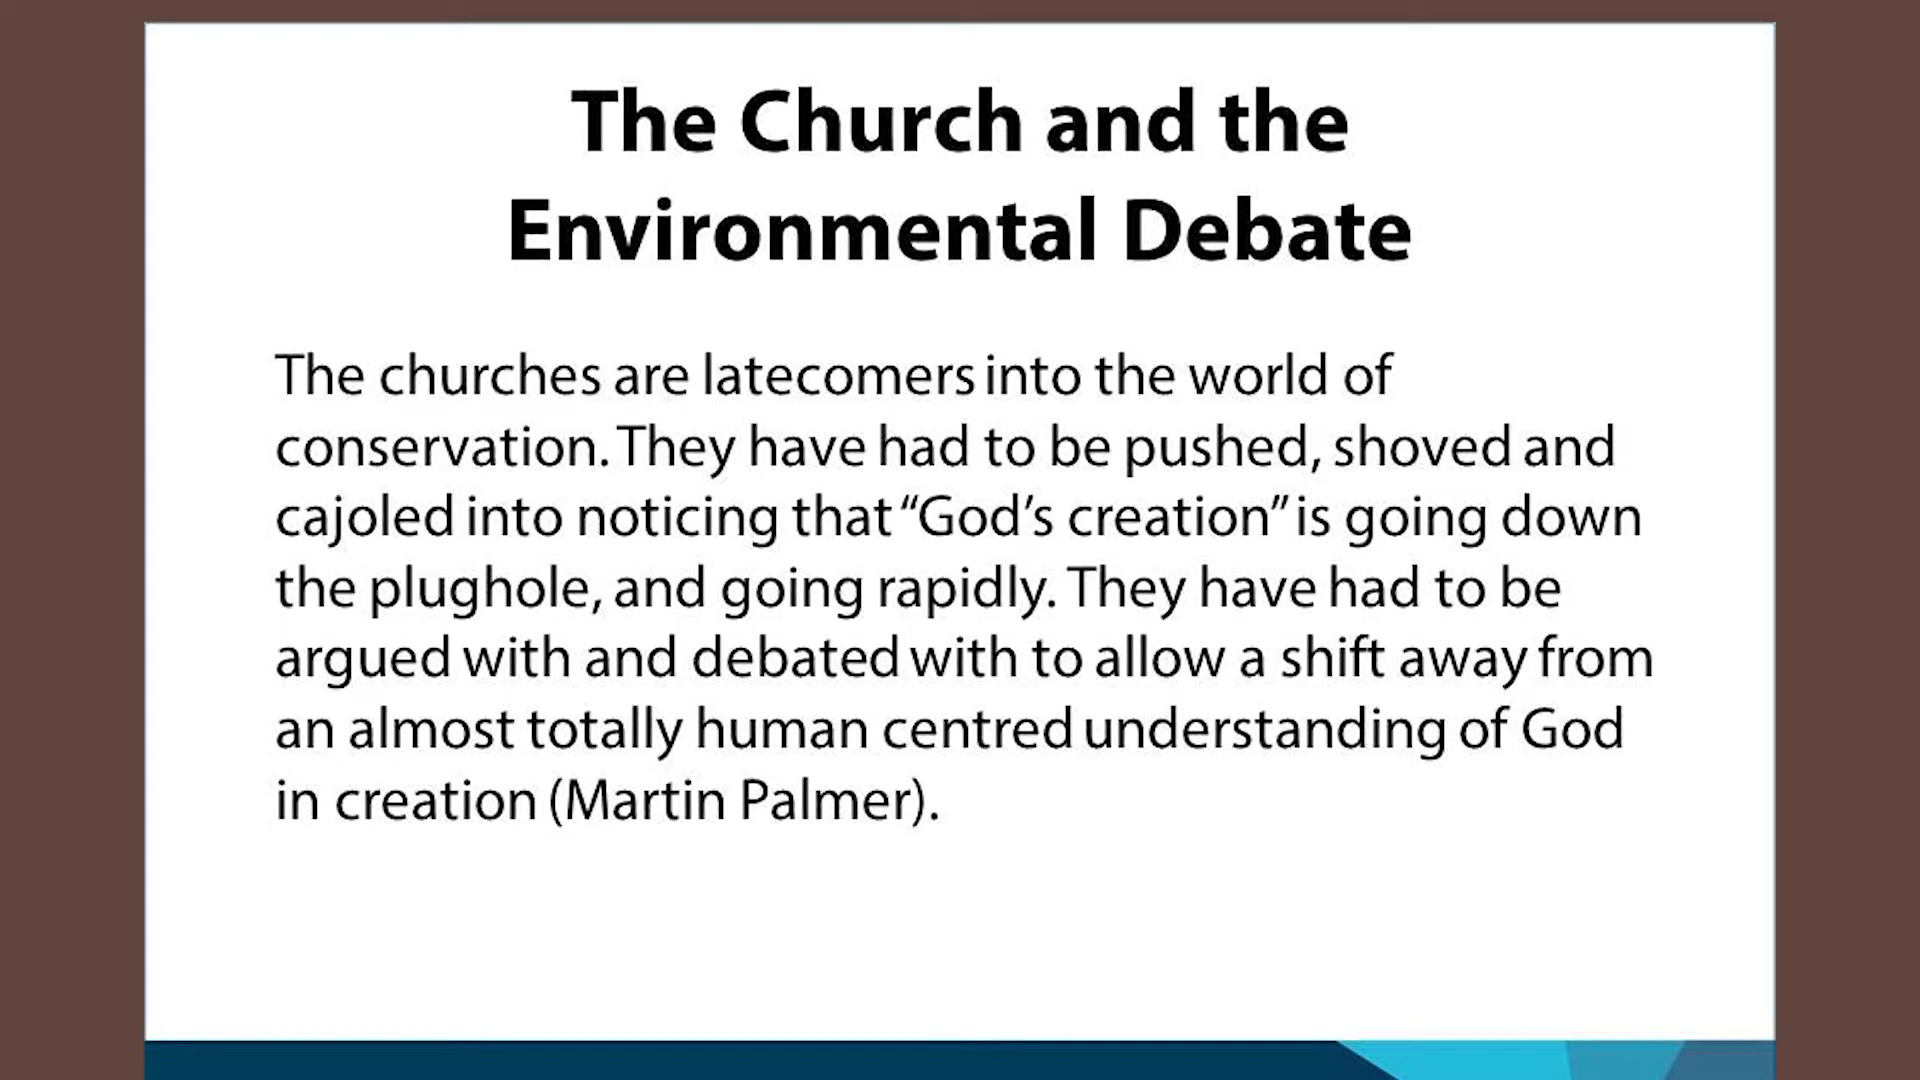 The Church and the
Environmental Debate
The churches are latecomers into the world of
conservation. They have had to be pushed, shoved and
cajoled into noticing that “God’s creation” is going down
the plughole, and going rapidly. They have had to be
argued with and debated with to allow a shift away from
an almost totally human centred understanding of God
in creation (Martin Palmer).